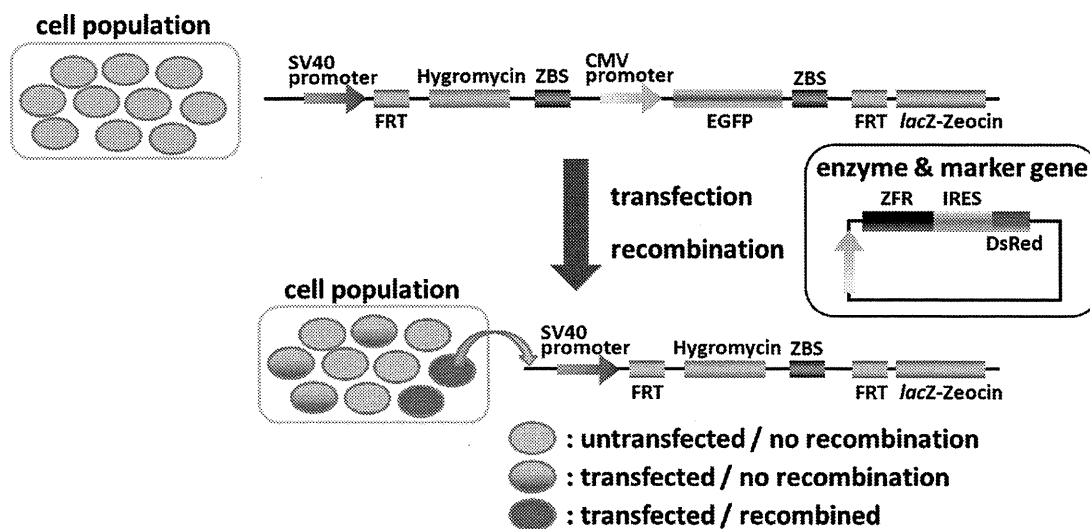 cell population
SV40
promoter
Hygromycin
ZBS
CMV
promoter
ZBS
FRT
EGFP
FRT
lacZ-Zeocin
transfection
recombination
enzyme & marker gene
ZFR
IRES
DsRed
cell population
SV40
promoter
Hygromycin
ZBS
FRT
FRT
lacZ-Zeocin
: untransfected / no recombination
: transfected / no recombination
: transfected / recombined